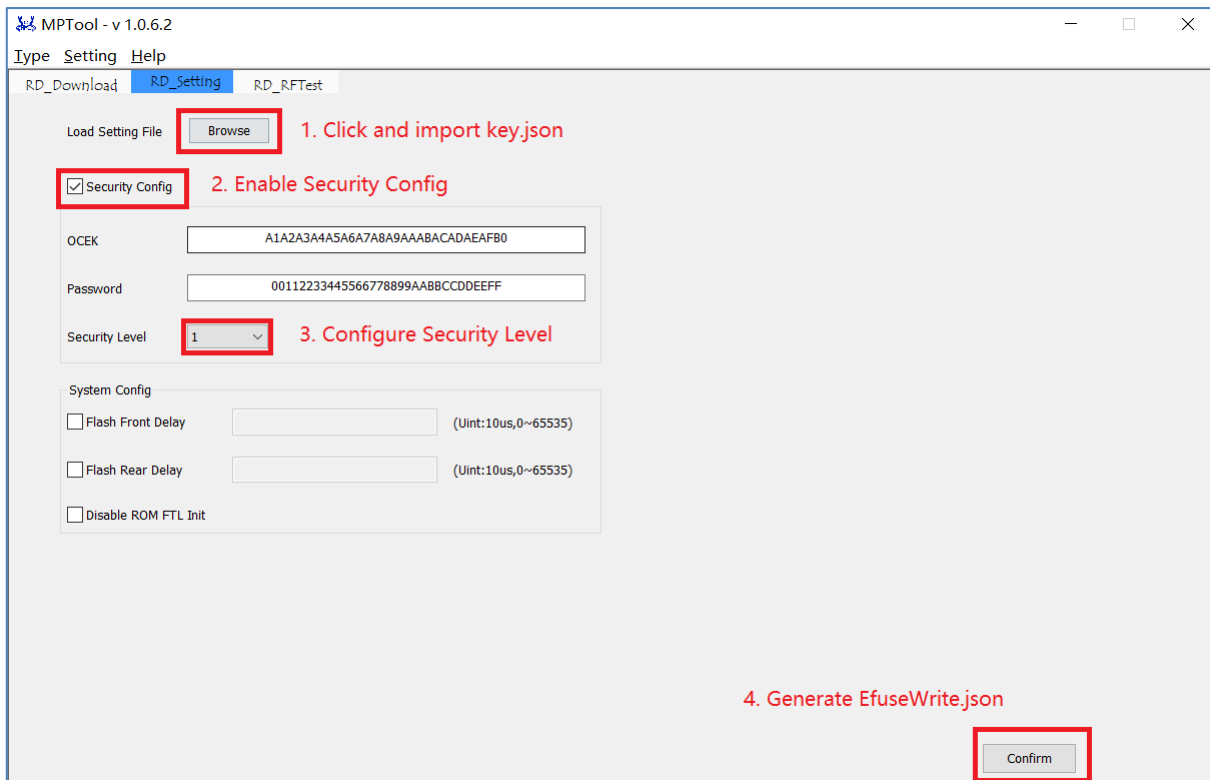 MPTool - v 1.0.6.2
Type Setting Help
RD_Download RD_Setting RD_RFTest
Load Setting File Browse 1. Click and import key.json
Security Config 2. Enable Security Config
OCEK A1A2A3A4A5A6A7A8A9AAABACADAEAFB0
Password 00112233445566778899AABBCCDDEEFF
Security Level 1 3. Configure Security Level
System Config
Flash Front Delay (Uint:10us,0~65535)
Flash Rear Delay (Uint:10us,0~65535)
Disable ROM FTL Init
4. Generate EfuseWrite.json
Confirm